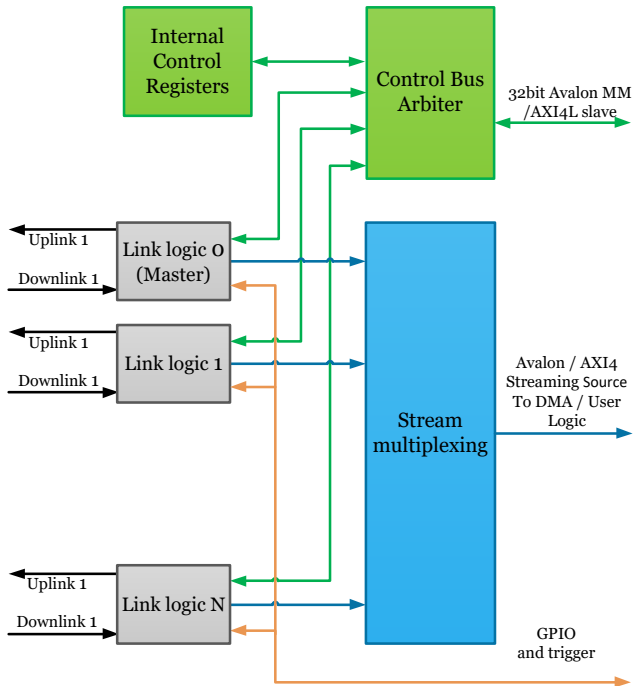 Internal
Control
Registers
Control Bus
Arbiter
32bit Avalon MM
/AXI4L slave
Uplink 1
Link logic 0
(Master)
Downlink 1
Uplink 1
Link logic 1
Downlink 1
Stream
multiplexing
Avalon / AXI4
Streaming Source
To DMA / User
Logic
Uplink 1
Link logic N
Downlink 1
GPIO
and trigger